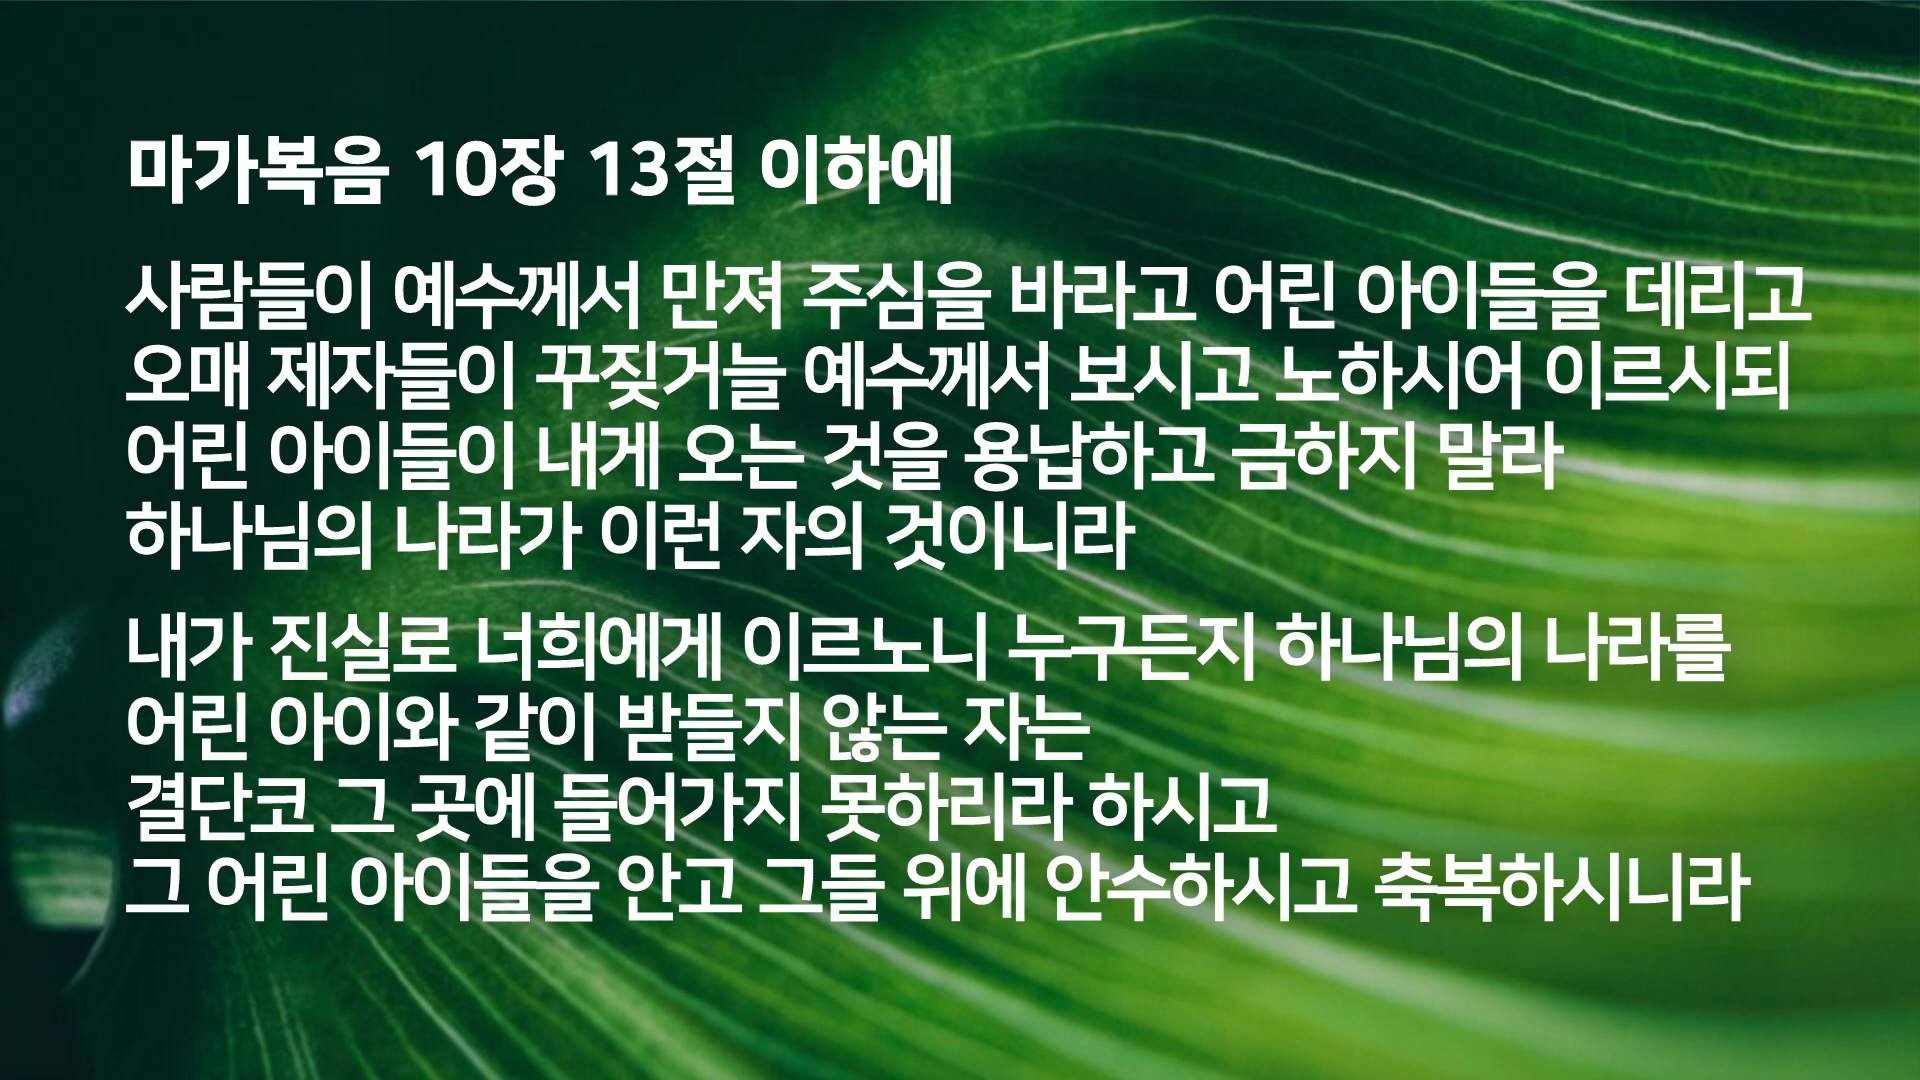 마가복음 10장 13절 이하에
사람들이 예수께서 만져 주심을 바라고 어린 아이들을 데리고
오매 제자들이 꾸짖거늘 예수께서 보시고 노하시어 이르시되
어린 아이들이 내게 오는 것을 용납하고 금하지 말라
하나님의 나라가 이런 자의 것이니라
내가 진실로 너희에게 이르노니 누구든지 하나님의 나라를
어린 아이와 같이 받들지 않는 자는
결단코 그 곳에 들어가지 못하리라 하시고
그 어린 아이들을 안고 그들 위에 안수하시고 축복하시니라